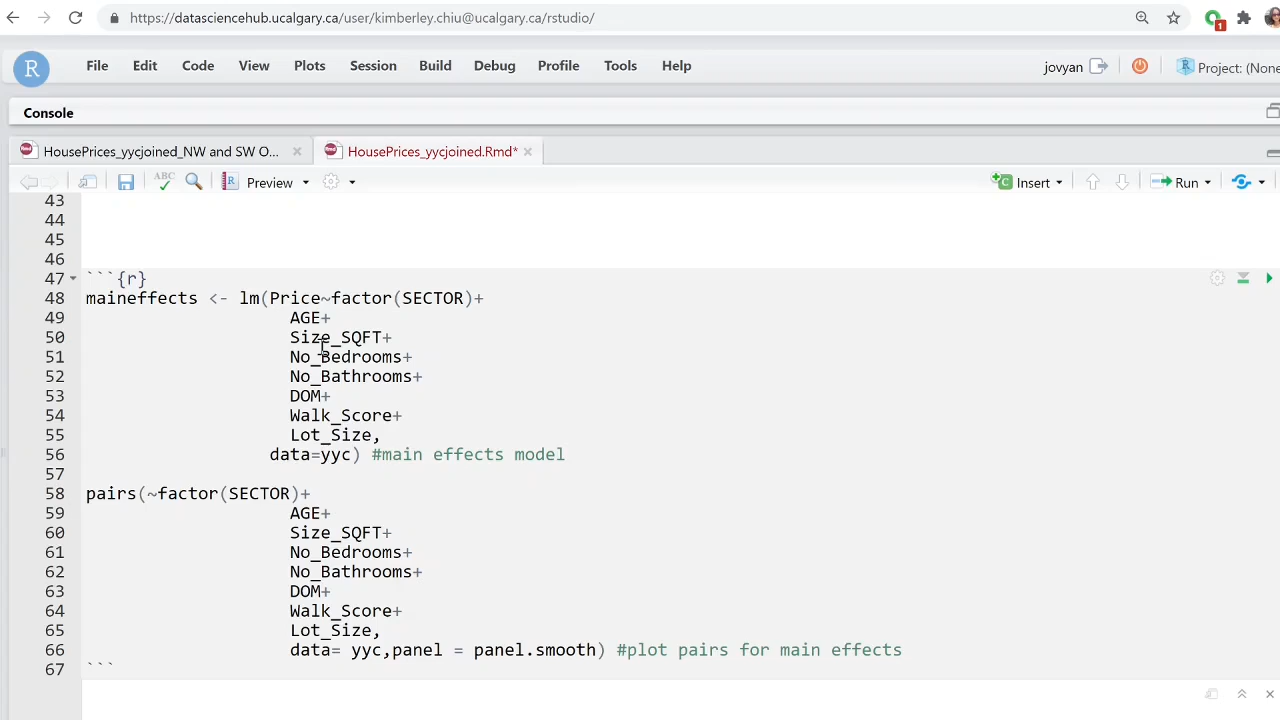 https://datasciencehub.ucalgary.ca/user/kimberley.chiu@ucalgary.ca/rstudio/
1
R File Edit Code View Plots Session Build Debug Profile Tools Help jovyan R Project: (None
Console
HousePrices_yycjoined_NW and SW O... HousePrices_yycjoined.Rmd*
ABC Preview Insert Run
43
44
45
46
47 ```{r}
48 maineffects <- lm(Price~factor(SECTOR)+
49 AGE+
50 Size_SQFT+
51 No_Bedrooms+
52 No_Bathrooms+
53 DOM+
54 Walk_Score+
55 Lot_Size,
56 data=yyc) #main effects model
57
58 pairs(~factor(SECTOR)+
59 AGE+
60 Size_SQFT+
61 No_Bedrooms+
62 No_Bathrooms+
63 DOM+
64 Walk_Score+
65 Lot_Size,
66 data= yyc,panel = panel.smooth) #plot pairs for main effects
67 ```